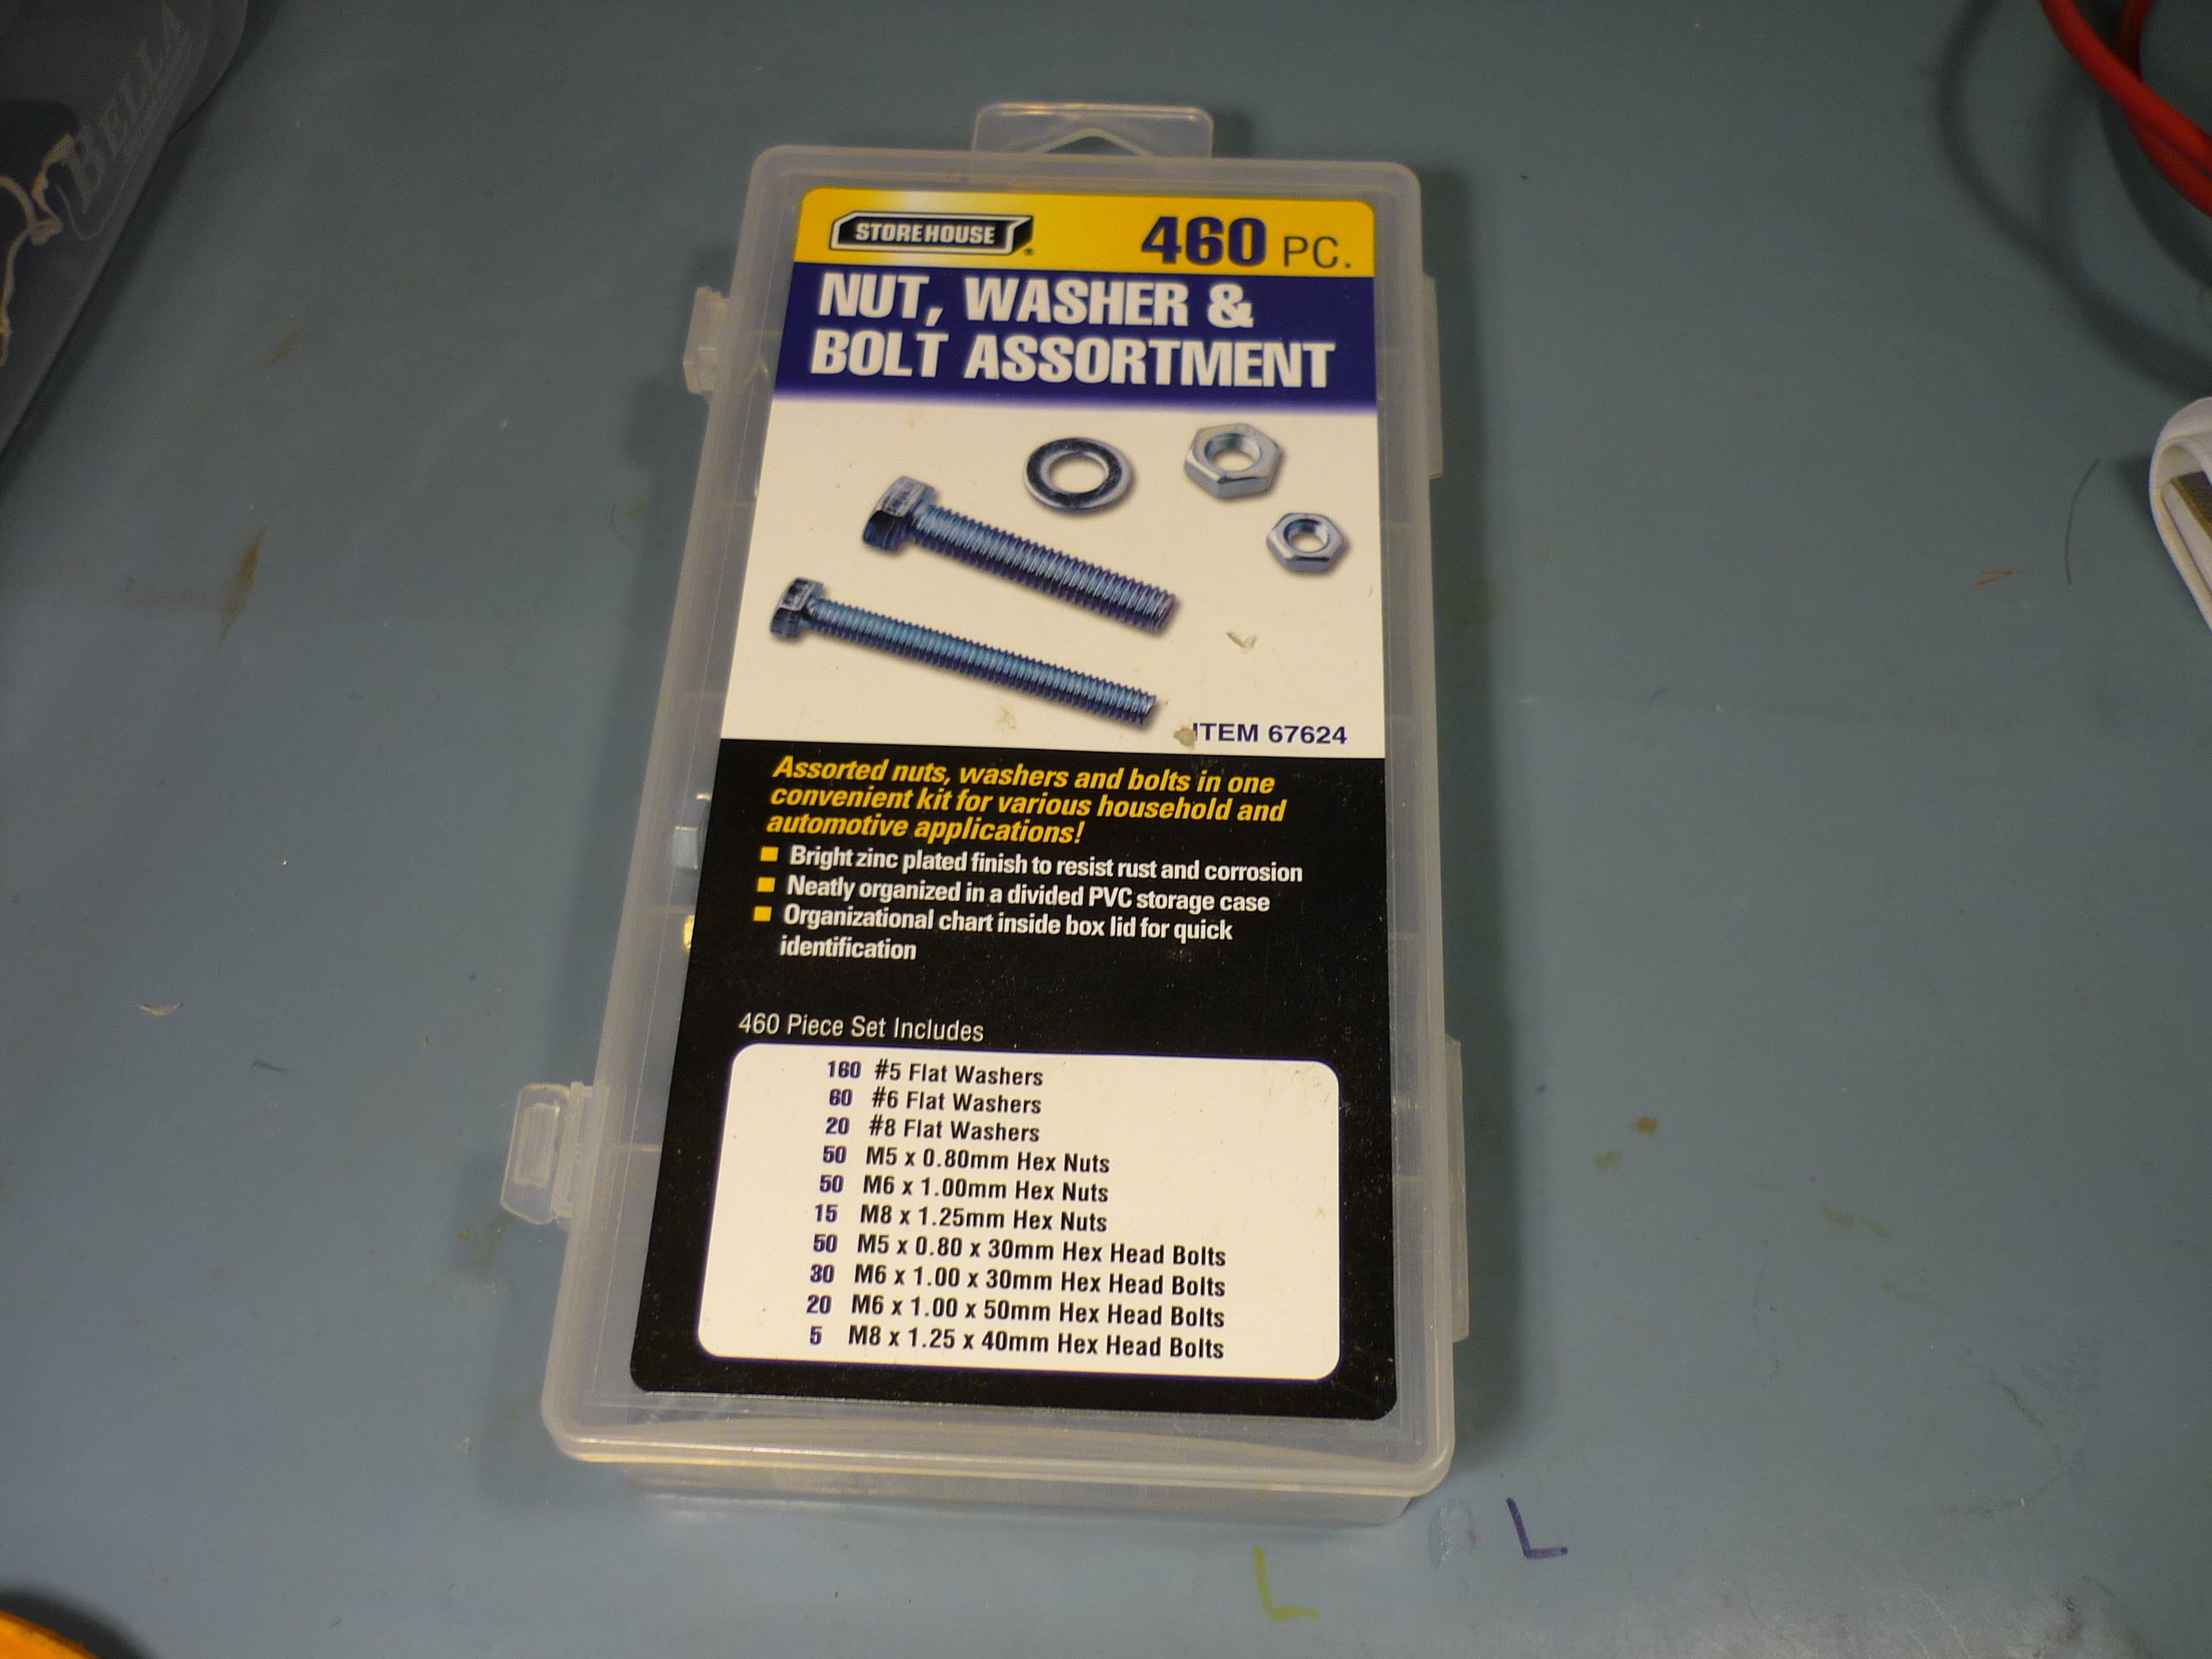 BELLA
STOREHOUSE
460 PC.
NUT, WASHER &
BOLT ASSORTMENT
ITEM 67624
Assorted nuts, washers and bolts in one
convenient kit for various household and
automotive applications!
Bright zinc plated finish to resist rust and corrosion
Neatly organized in a divided PVC storage case
Organizational chart inside box lid for quick
identification
460 Piece Set Includes
160 #5 Flat Washers
60 #6 Flat Washers
20 #8 Flat Washers
50 M5 x 0.80mm Hex Nuts
50 M6 x 1.00mm Hex Nuts
15 M8 x 1.25mm Hex Nuts
50 M5 x 0.80 x 30mm Hex Head Bolts
30 M6 x 1.00 x 30mm Hex Head Bolts
20 M6 x 1.00 x 50mm Hex Head Bolts
5 M8 x 1.25 x 40mm Hex Head Bolts
L
L